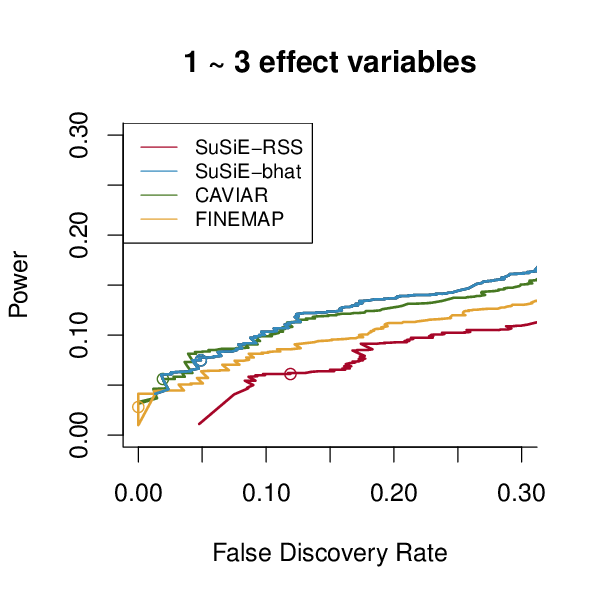 1 ~ 3 effect variables
SuSiE−RSS
SuSiE−bhat
CAVIAR
FINEMAP
Power
0.30
0.20
0.10
0.00
0.00 0.10 0.20 0.30
False Discovery Rate